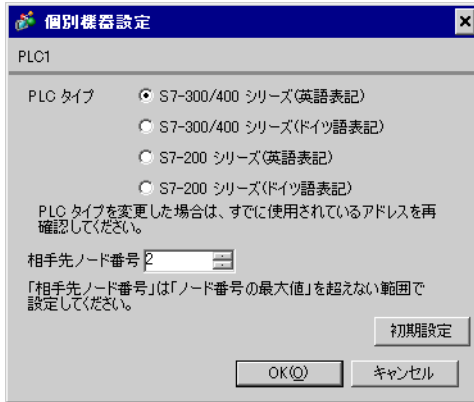 個別機器設定
PLC1
PLC タイプ
S7-300/400 シリーズ(英語表記)
S7-300/400 シリーズ(ドイツ語表記)
S7-200 シリーズ(英語表記)
S7-200 シリーズ(ドイツ語表記)
PLC タイプを変更した場合は、すでに使用されているアドレスを再
確認してください。
相手先ノード番号 2
「相手先ノード番号」は「ノード番号の最大値」を超えない範囲で
設定してください。
初期設定
OK(O) キャンセル